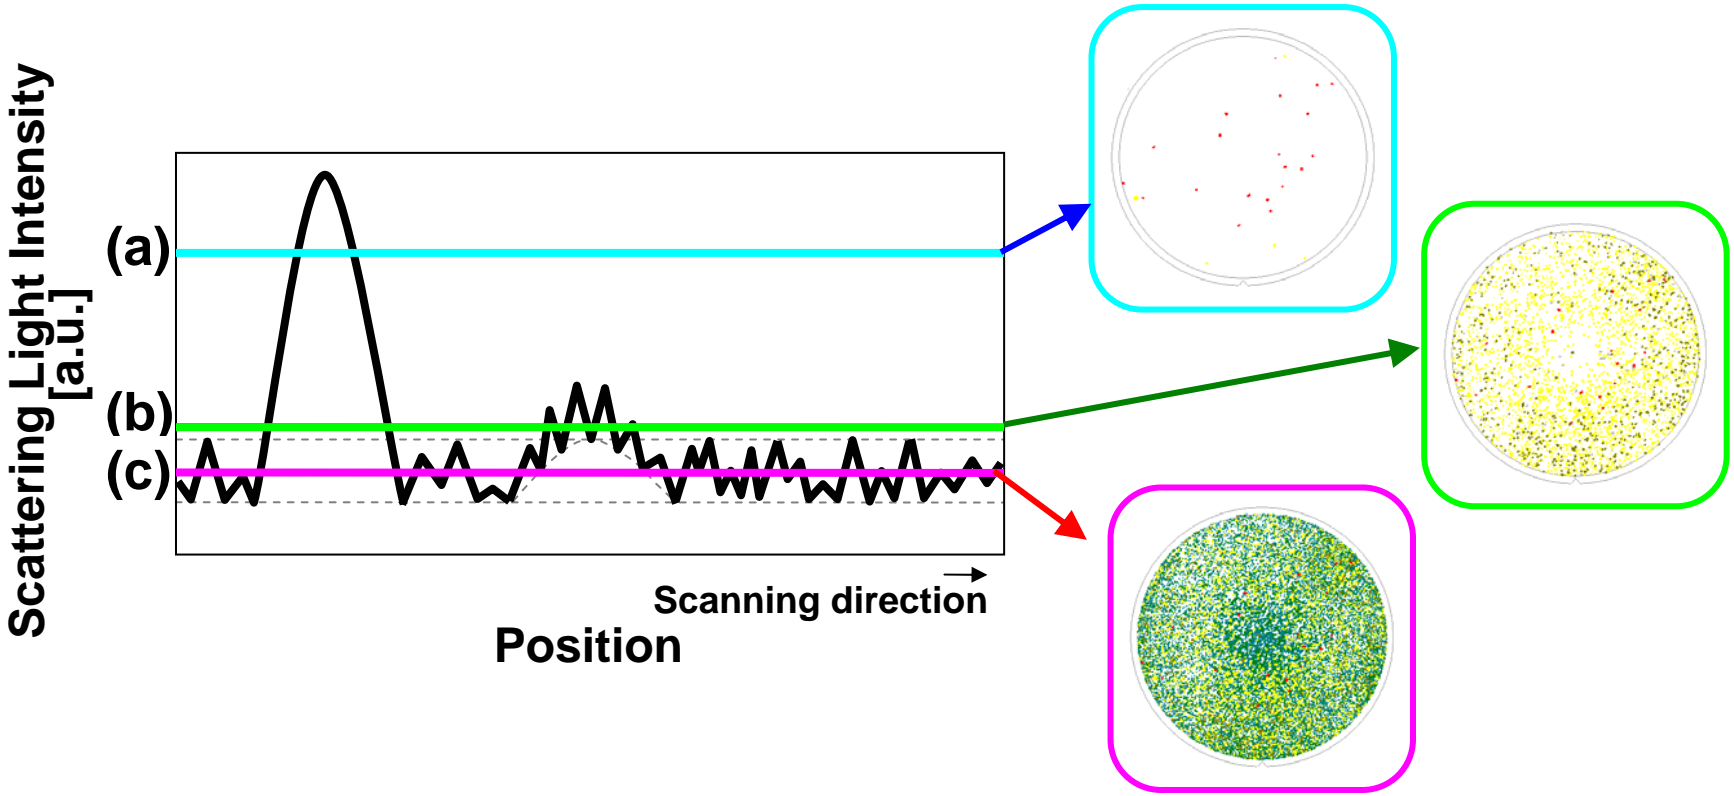 Scattering Light Intensity
[a.u.]
(a)
(b)
(c)
Scanning direction
Position